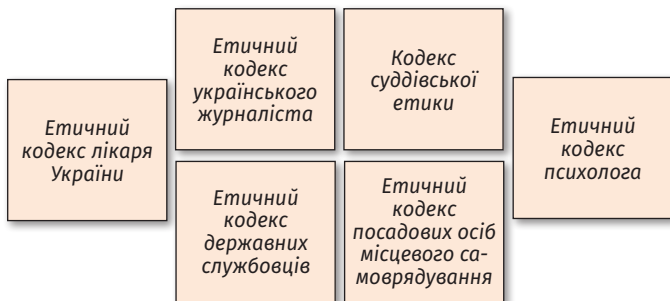 Етичний
кодекс лікаря
України
Етичний
кодекс
українського
журналіста
Кодекс
суддівської
етики
Етичний
кодекс
державних
службовців
Етичний
кодекс
посадових осіб
місцевого са-
моврядування
Етичний
кодекс
психолога